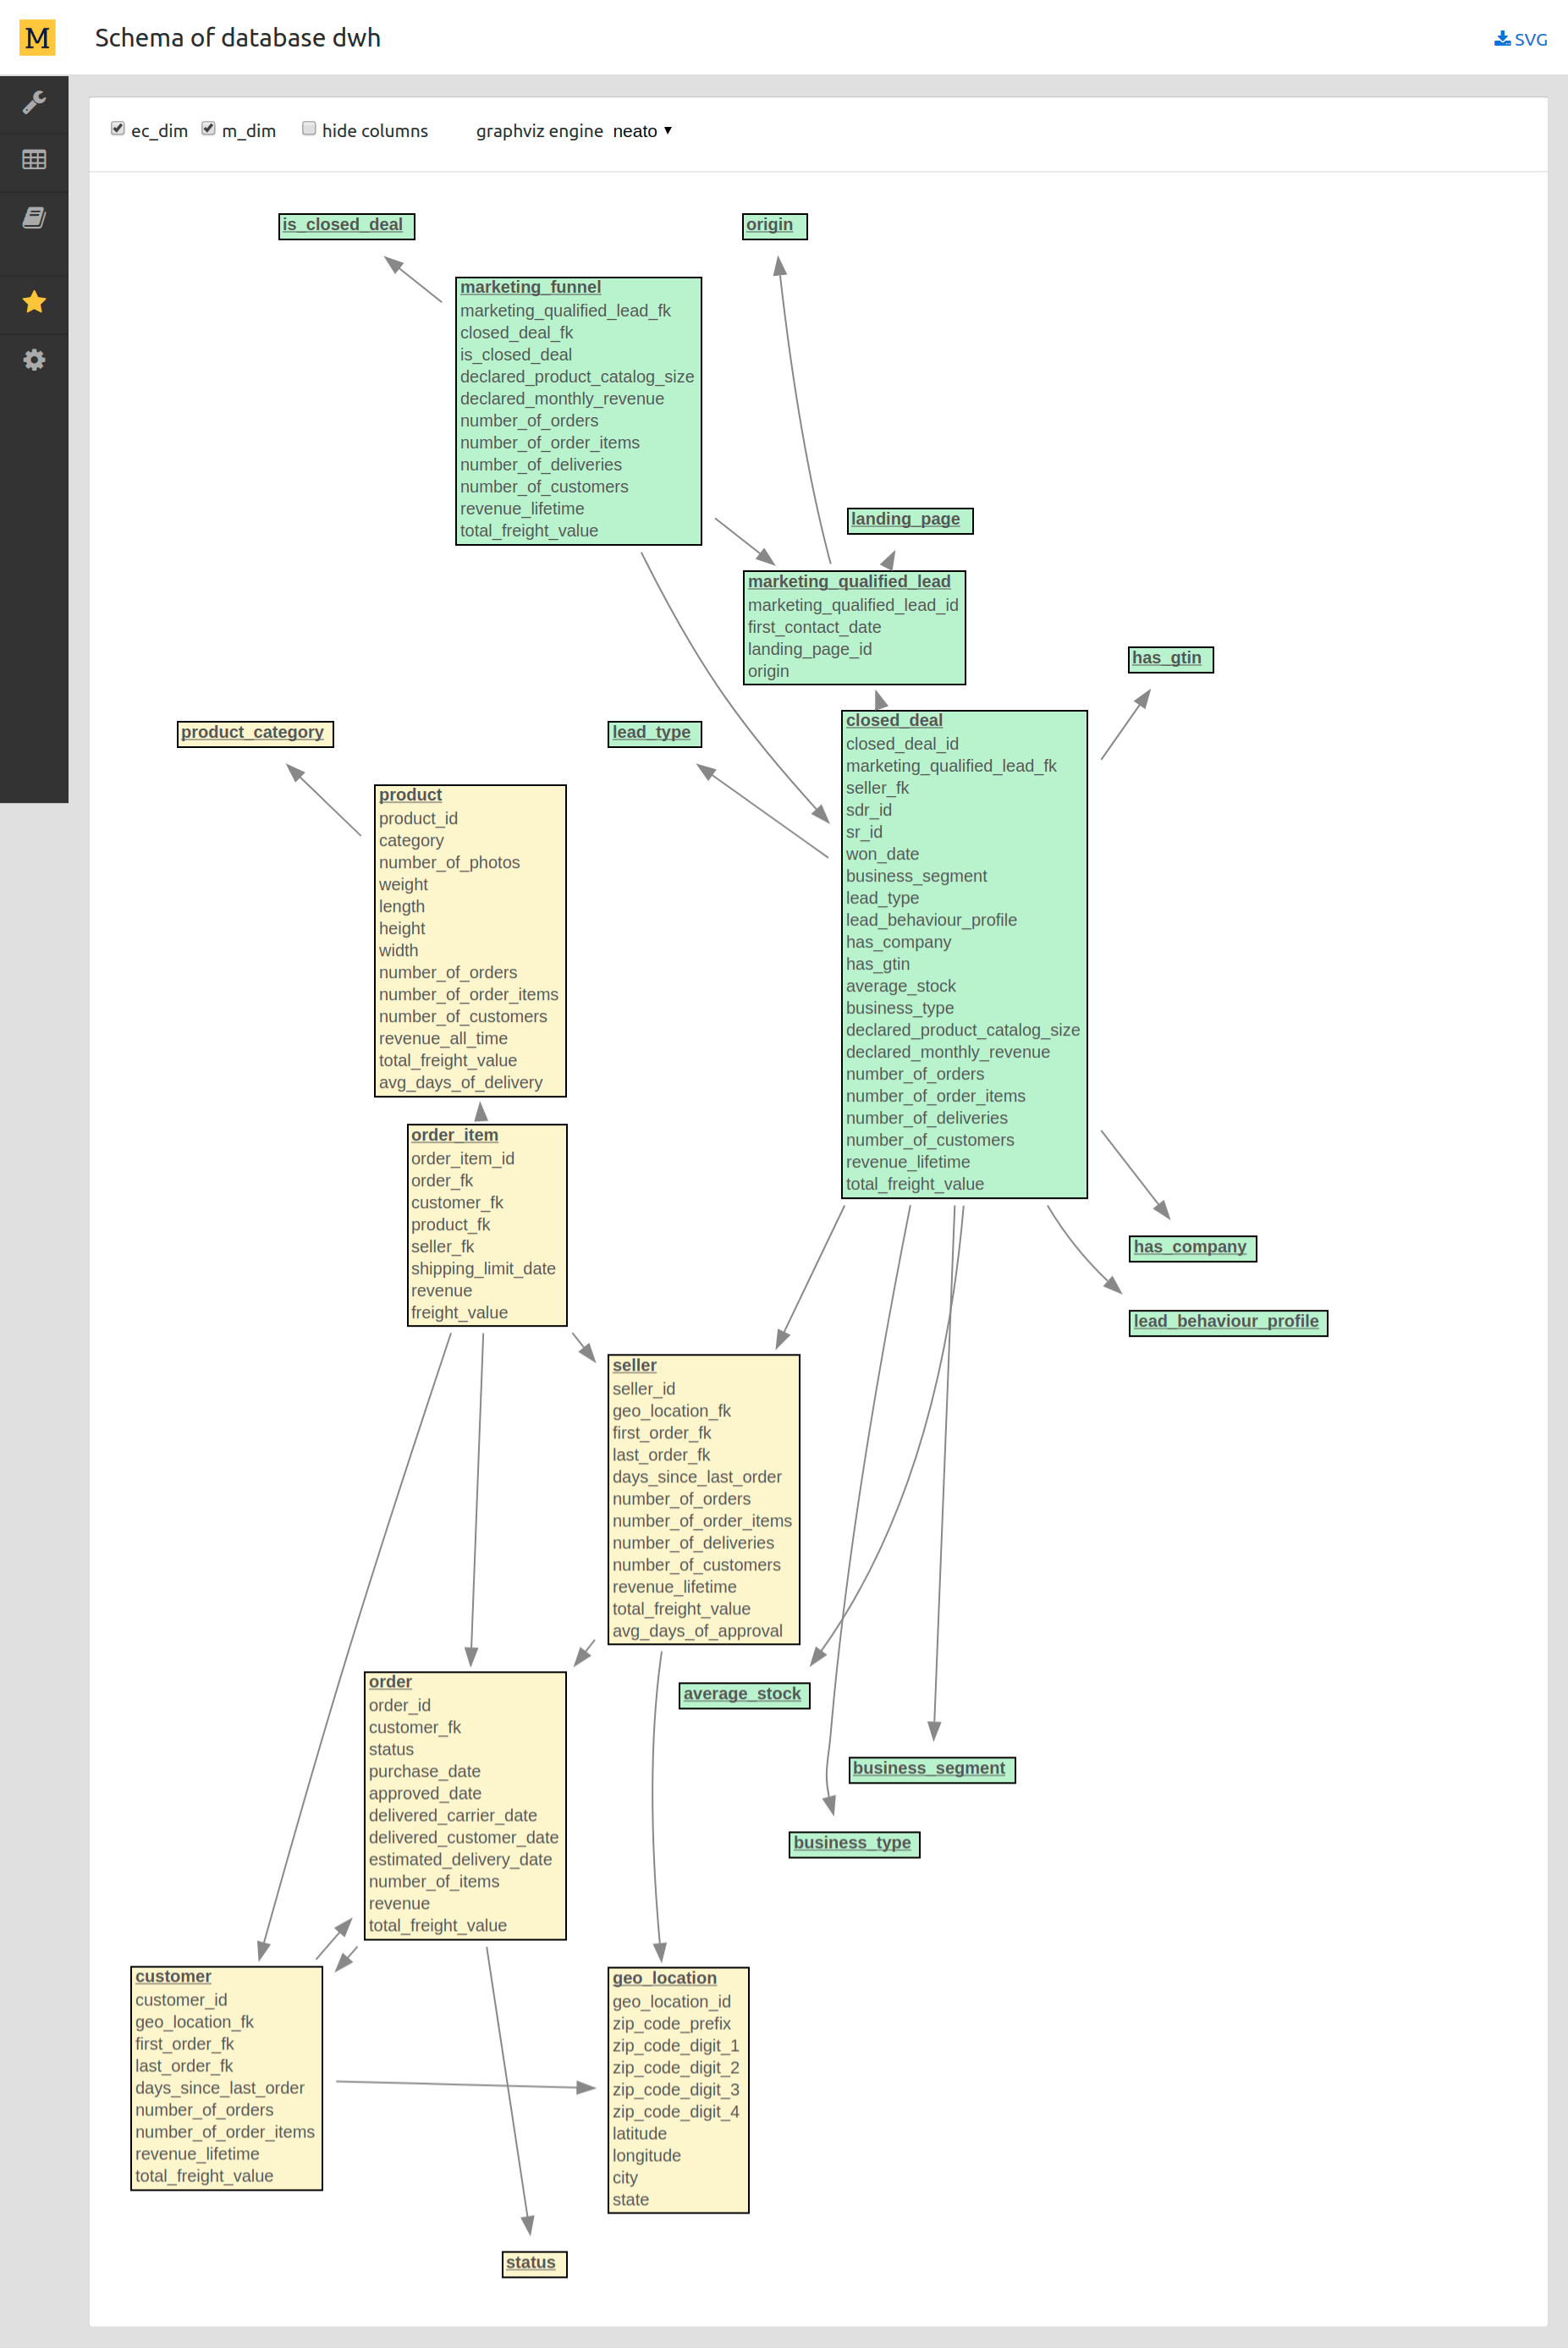 M
Schema of database dwh
SVG
ec_dim m_dim hide columns graphviz engine neato
is_closed_deal
origin
marketing_funnel
marketing_qualified_lead_fk
closed_deal_fk
is_closed_deal
declared_product_catalog_size
declared_monthly_revenue
number_of_orders
number_of_order_items
number_of_deliveries
number_of_customers
revenue_lifetime
total_freight_value
landing_page
marketing_qualified_lead
marketing_qualified_lead_id
first_contact_date
landing_page_id
origin
has_gtin
product_category
lead_type
closed_deal
closed_deal_id
marketing_qualified_lead_fk
seller_fk
sdr_id
sr_id
won_date
business_segment
lead_type
lead_behaviour_profile
has_company
has_gtin
average_stock
business_type
declared_product_catalog_size
declared_monthly_revenue
number_of_orders
number_of_order_items
number_of_deliveries
number_of_customers
revenue_lifetime
total_freight_value
product
product_id
category
number_of_photos
weight
length
height
width
number_of_orders
number_of_order_items
number_of_customers
revenue_all_time
total_freight_value
avg_days_of_delivery
order_item
order_item_id
order_fk
customer_fk
product_fk
seller_fk
shipping_limit_date
revenue
freight_value
has_company
lead_behaviour_profile
seller
seller_id
geo_location_fk
first_order_fk
last_order_fk
days_since_last_order
number_of_orders
number_of_order_items
number_of_deliveries
number_of_customers
revenue_lifetime
total_freight_value
avg_days_of_approval
order
order_id
customer_fk
status
purchase_date
approved_date
delivered_carrier_date
delivered_customer_date
estimated_delivery_date
number_of_items
revenue
total_freight_value
average_stock
business_segment
business_type
customer
customer_id
geo_location_fk
first_order_fk
last_order_fk
days_since_last_order
number_of_orders
number_of_order_items
revenue_lifetime
total_freight_value
geo_location
geo_location_id
zip_code_prefix
zip_code_digit_1
zip_code_digit_2
zip_code_digit_3
zip_code_digit_4
latitude
longitude
city
state
status